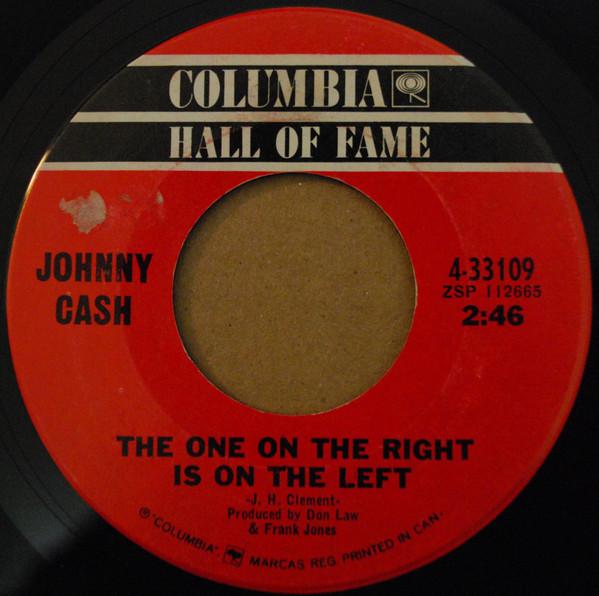 COLUMBIA
HALL OF FAME
JOHNNY
CASH
4-33109
ZSP 112665
2:46
THE ONE ON THE RIGHT
IS ON THE LEFT
-J. H. Clement-
Produced by Don Law
& Frank Jones
℗"COLUMBIA", MARCAS REG. PRINTED IN CAN.